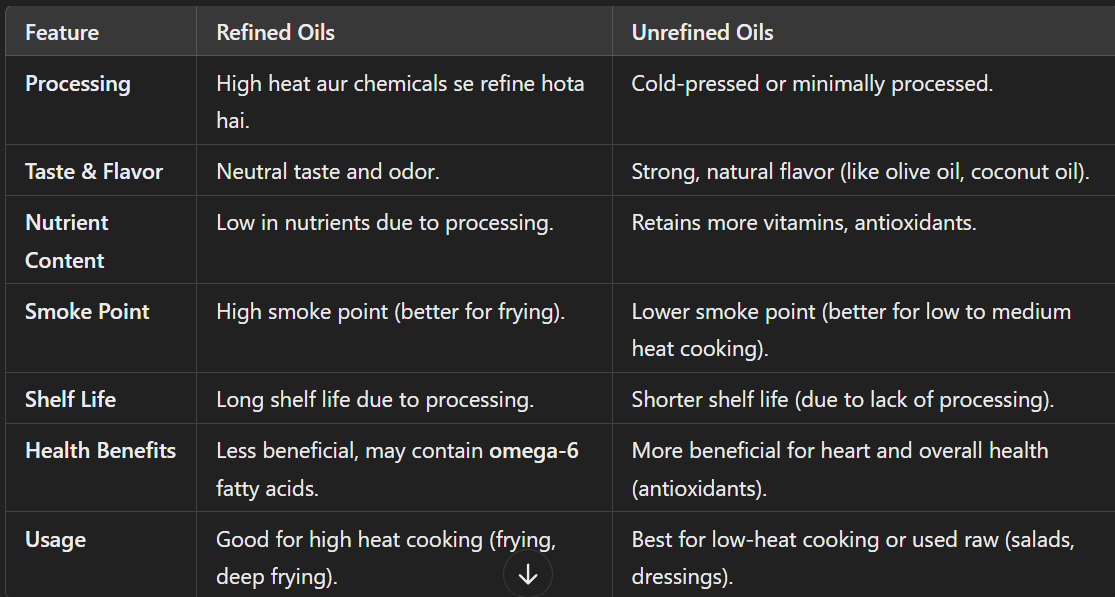 Feature Refined Oils Unrefined Oils
Processing High heat aur chemicals se refine hota Cold-pressed or minimally processed.
hai.
Taste & Flavor Neutral taste and odor. Strong, natural flavor (like olive oil, coconut oil).
Nutrient Low in nutrients due to processing. Retains more vitamins, antioxidants.
Content
Smoke Point High smoke point (better for frying). Lower smoke point (better for low to medium
heat cooking).
Shelf Life Long shelf life due to processing. Shorter shelf life (due to lack of processing).
Health Benefits Less beneficial, may contain omega-6 More beneficial for heart and overall health
fatty acids. (antioxidants).
Usage Good for high heat cooking (frying, Best for low-heat cooking or used raw (salads,
deep frying). dressings).